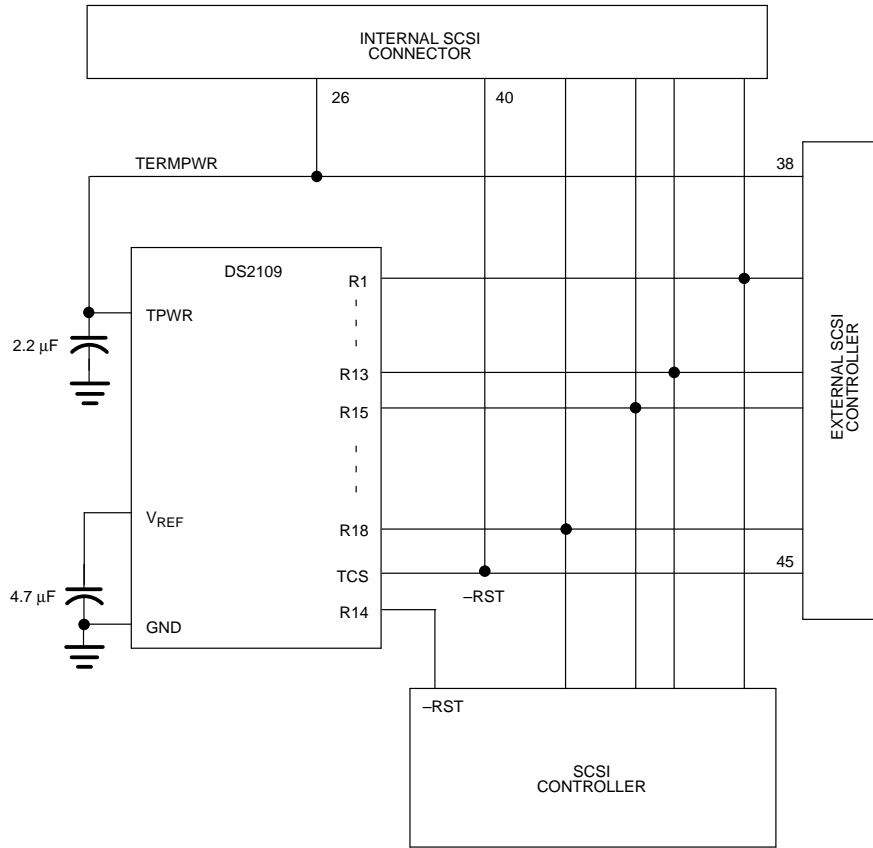 INTERNAL SCSI
CONNECTOR
26
40
TERMPWR
38
DS2109
R1
TPWR
2.2 µF
R13
R15
EXTERNAL SCSI
CONTROLLER
VREF
R18
TCS
45
4.7 µF
–RST
R14
GND
–RST
SCSI
CONTROLLER